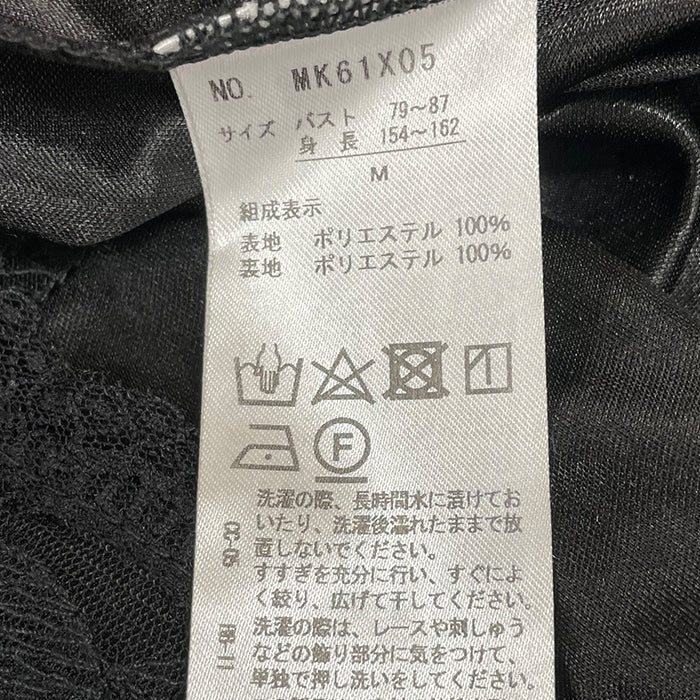 NO. MK61X05
サイズ バスト 79～87
身長 154～162
M
組成表示
表地 ポリエステル 100%
裏地 ポリエステル 100%
F
洗濯の際、長時間水に漬けてお
いたり、洗濯後濡れたままで放
置しないでください。
すすぎを充分に行い、すぐによ
く絞り、広げて干してください。
洗濯の際は、レースや刺しゅう
などの飾り部分に気をつけて、
単独で押し洗いをしてください。
CC-05